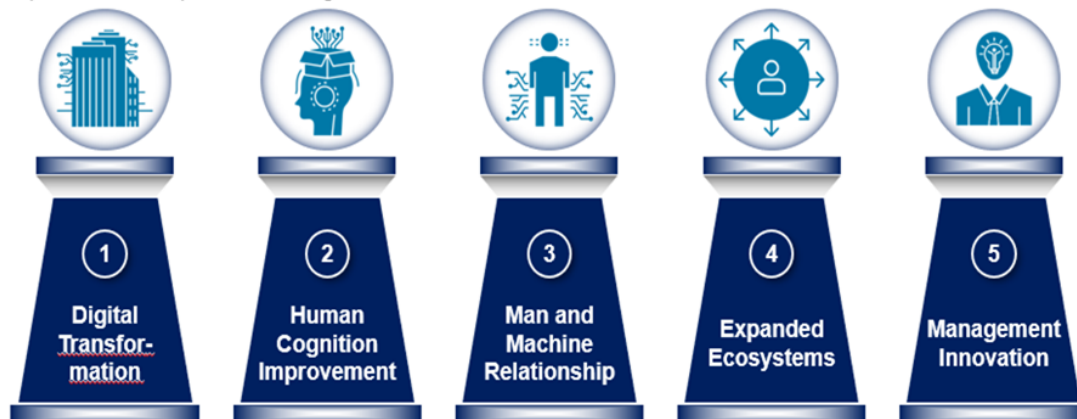 1
Digital
Transfor-
mation
2
Human
Cognition
Improvement
3
Man and
Machine
Relationship
4
Expanded
Ecosystems
5
Management
Innovation